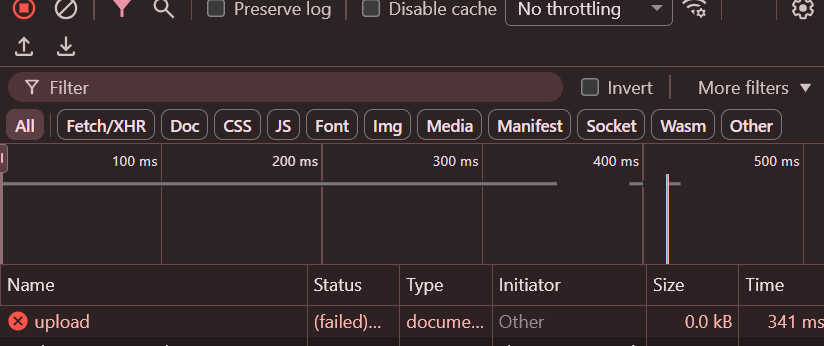 Preserve log Disable cache No throttling
Filter Invert More filters
All Fetch/XHR Doc CSS JS Font Img Media Manifest Socket Wasm Other
100 ms 200 ms 300 ms 400 ms 500 ms
Name Status Type Initiator Size Time
upload (failed)... docume... Other 0.0 kB 341 ms